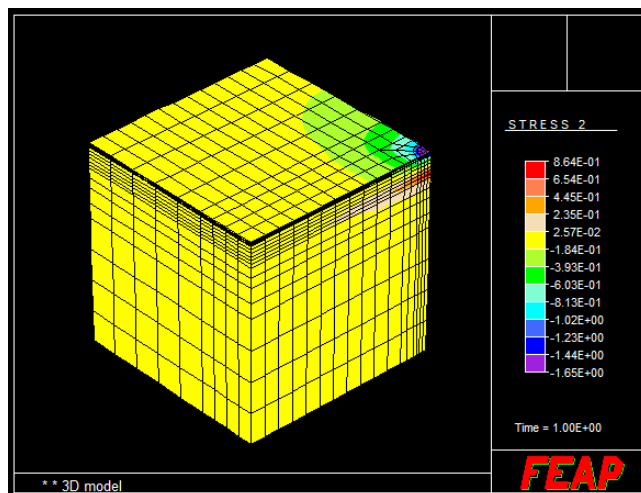 STRESS 2
8.64E-01
6.54E-01
4.45E-01
2.35E-01
2.57E-02
-1.84E-01
-3.93E-01
-6.03E-01
-8.13E-01
-1.02E+00
-1.23E+00
-1.44E+00
-1.65E+00
Time = 1.00E+00
* * 3D model
FEAP